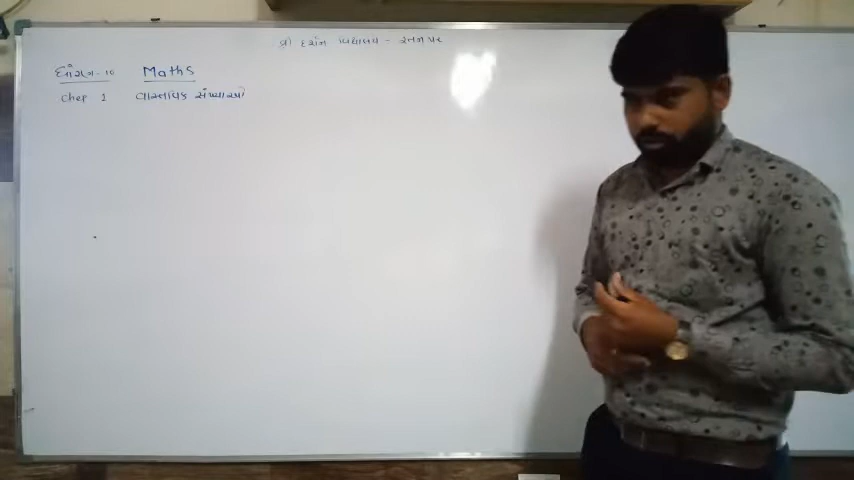 શ્રી દર્શન વિદ્યાલય - રતનપર
ધોરણ-10 Maths
Chep 1 વાસ્તવિક સંખ્યાઓ